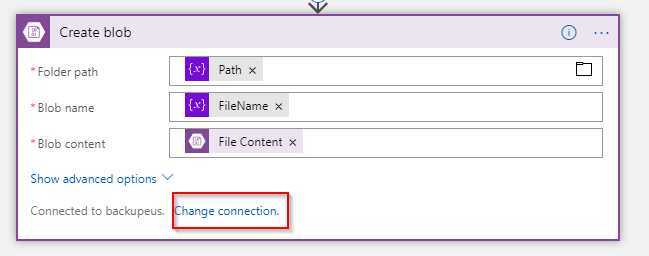 Create blob
*Folder path {x} Path ×
*Blob name {x} FileName ×
*Blob content File Content ×
Show advanced options
Connected to backupeus. Change connection.